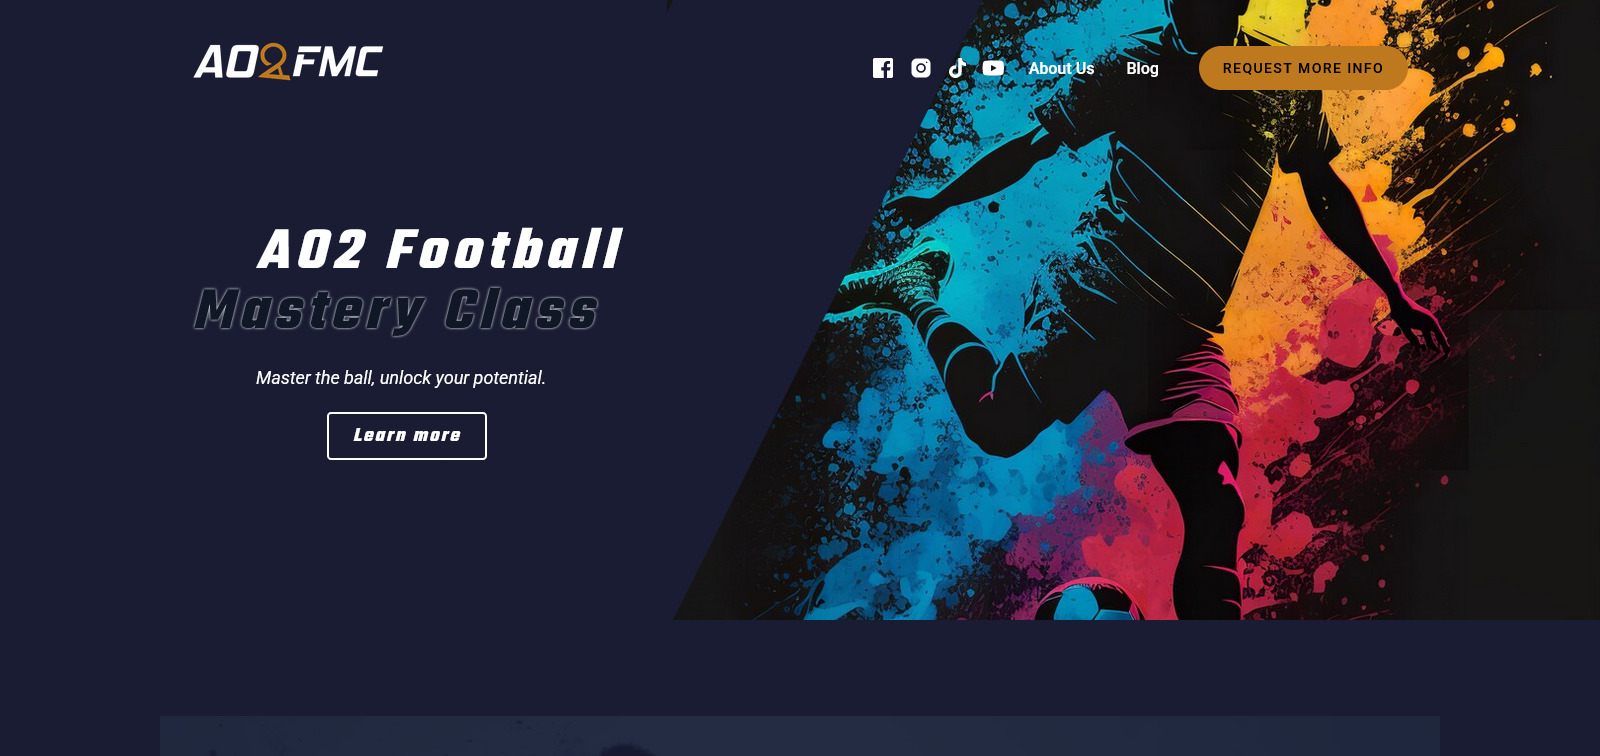 AO2FMC
About Us
Blog
REQUEST MORE INFO
AO2 Football
Mastery Class
Master the ball, unlock your potential.
Learn more